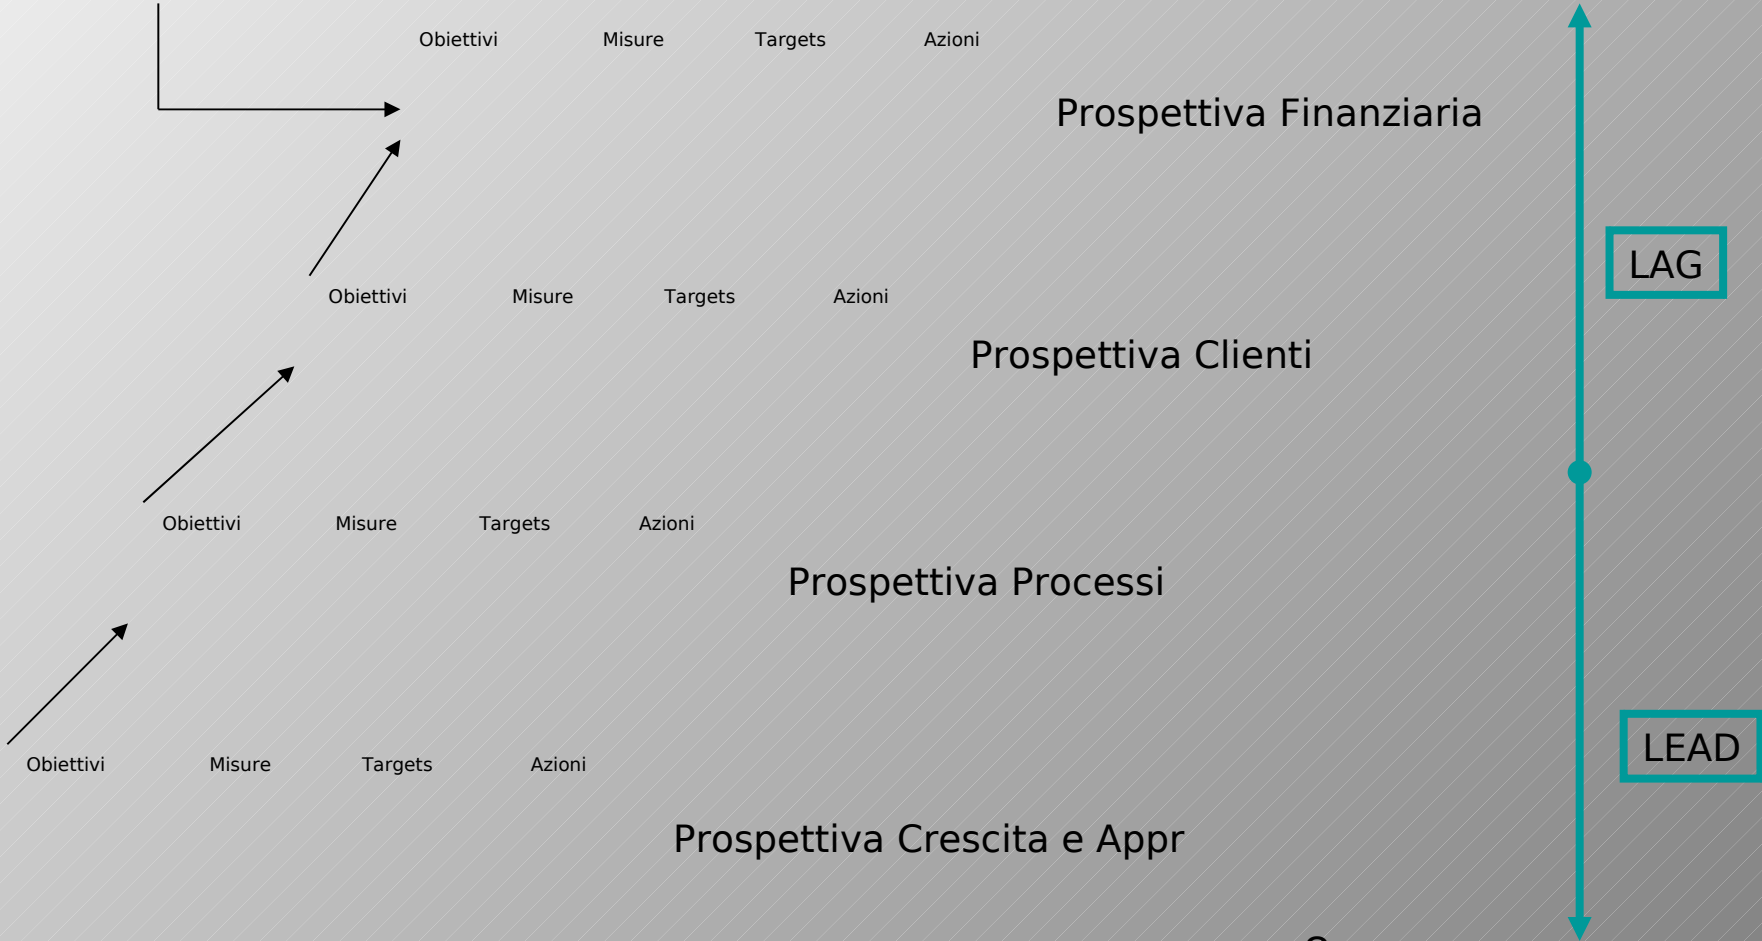 Obiettivi Misure Targets Azioni
Prospettiva Finanziaria
LAG
Obiettivi Misure Targets Azioni
Prospettiva Clienti
Obiettivi Misure Targets Azioni
Prospettiva Processi
LEAD
Obiettivi Misure Targets Azioni
Prospettiva Crescita e Appr